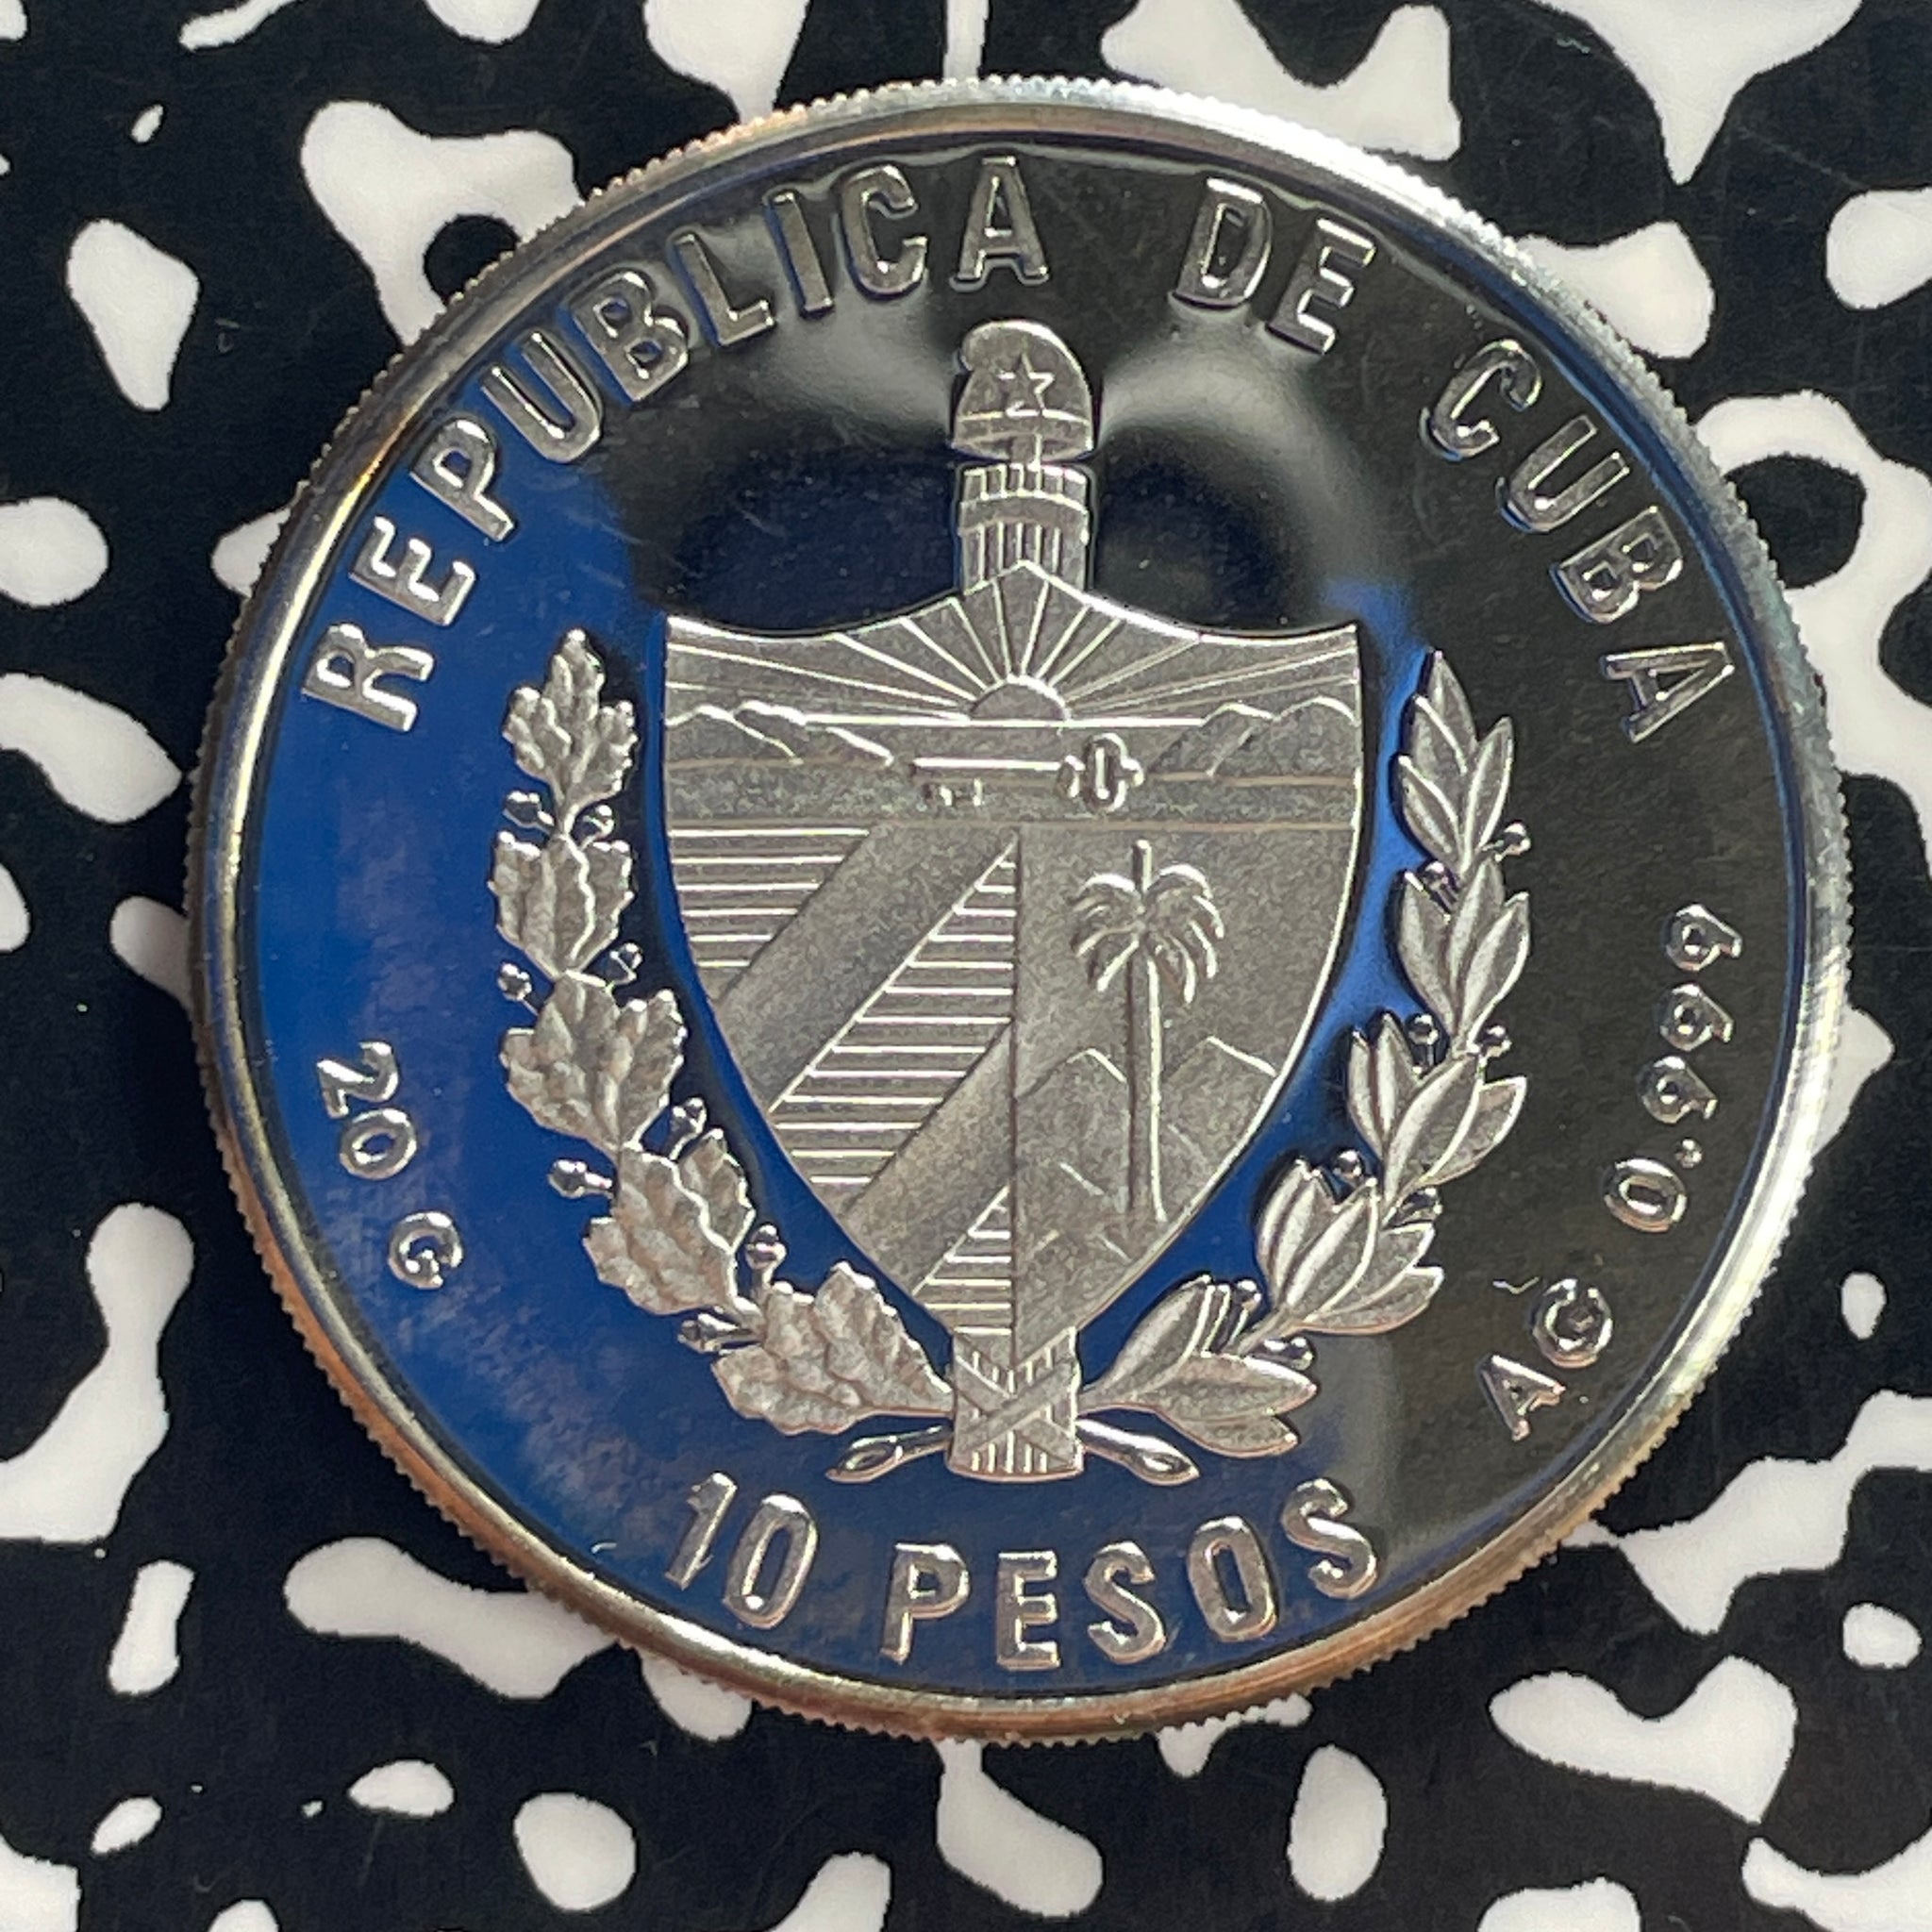 REPUBLICA DE CUBA
20 G
AG 0.999
10 PESOS